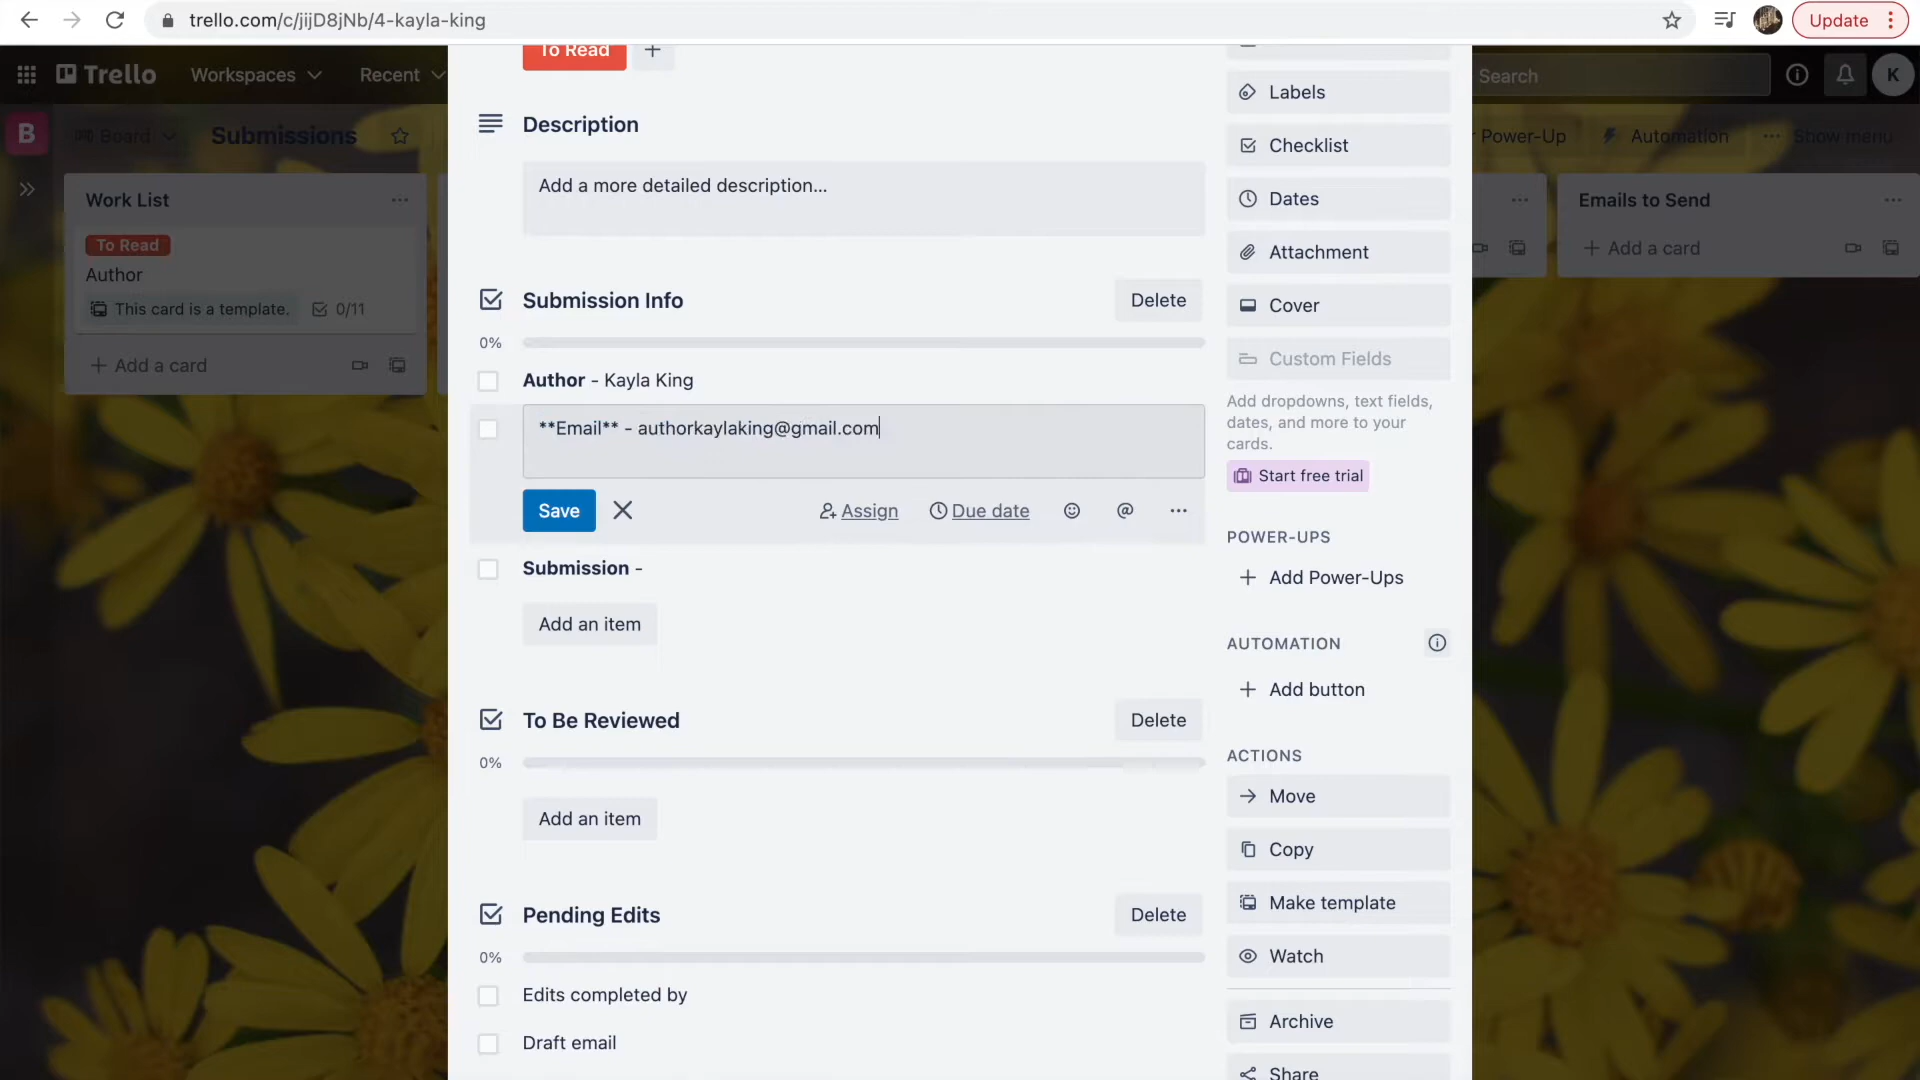 trello.com/c/jijD8jNb/4-kayla-king
Update
Trello
Workspaces
Recent
Search
K
B
Board
Submissions
Power-Up
Automation
Show menu
Work List
To Read
Author
This card is a template.
0/11
+ Add a card
To Read
+
Description
Add a more detailed description...
Submission Info
Delete
0%
Author - Kayla King
**Email** - authorkaylaking@gmail.com
Save
Assign
Due date
@
Submission -
Add an item
To Be Reviewed
Delete
0%
Add an item
Pending Edits
Delete
0%
Edits completed by
Draft email
Labels
Checklist
Dates
Attachment
Cover
Custom Fields
Add dropdowns, text fields,
dates, and more to your
cards.
Start free trial
POWER-UPS
+ Add Power-Ups
AUTOMATION
+ Add button
ACTIONS
Move
Copy
Make template
Watch
Archive
Share
Emails to Send
+ Add a card